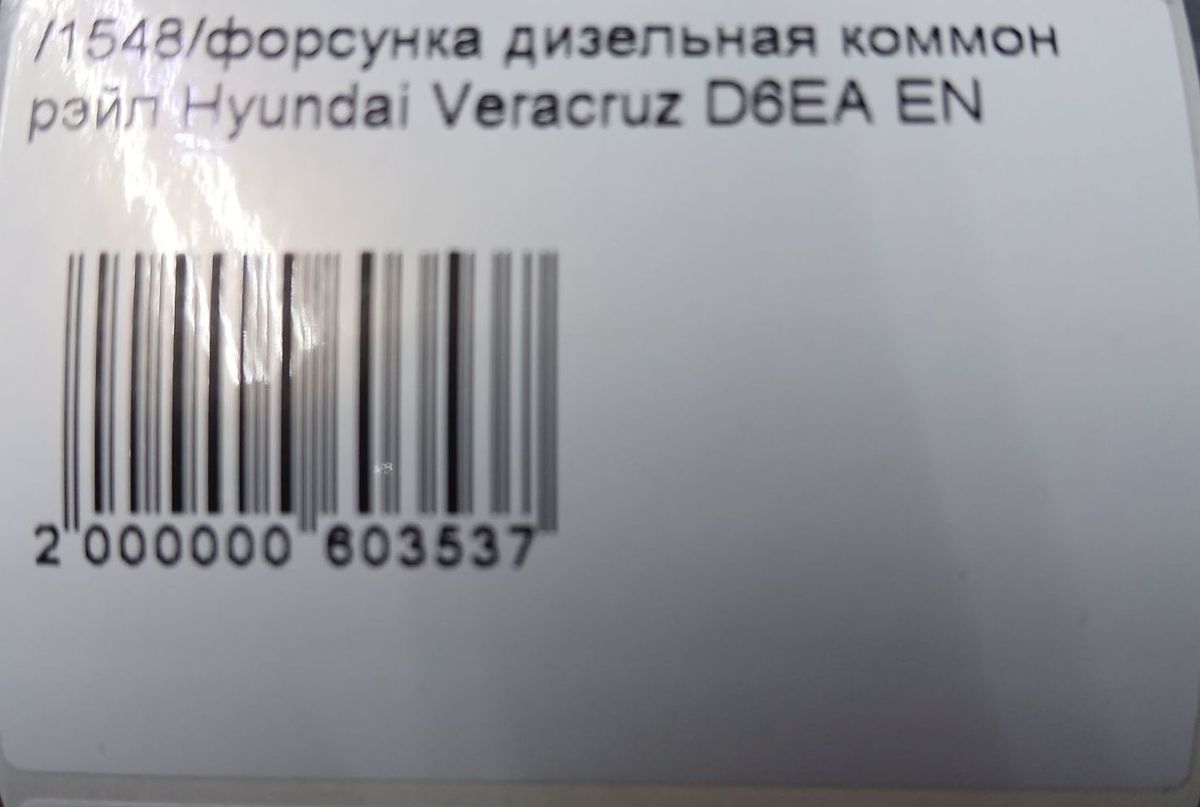 /1548/форсунка дизельная коммон
рэйл Hyundai Veracruz D6EA EN
2 000000 603537